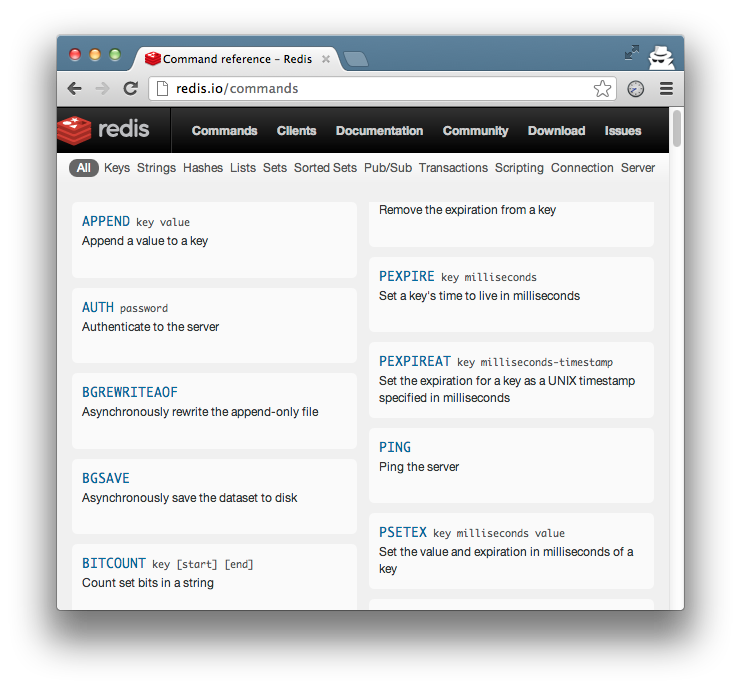 Command reference – Redis
redis.io/commands
redis
Commands Clients Documentation Community Download Issues
All Keys Strings Hashes Lists Sets Sorted Sets Pub/Sub Transactions Scripting Connection Server
APPEND key value
Append a value to a key
AUTH password
Authenticate to the server
BGREWRITEAOF
Asynchronously rewrite the append-only file
BGSAVE
Asynchronously save the dataset to disk
BITCOUNT key [start] [end]
Count set bits in a string
Remove the expiration from a key
PEXPIRE key milliseconds
Set a key's time to live in milliseconds
PEXPIREAT key milliseconds-timestamp
Set the expiration for a key as a UNIX timestamp
specified in milliseconds
PING
Ping the server
PSETEX key milliseconds value
Set the value and expiration in milliseconds of a
key